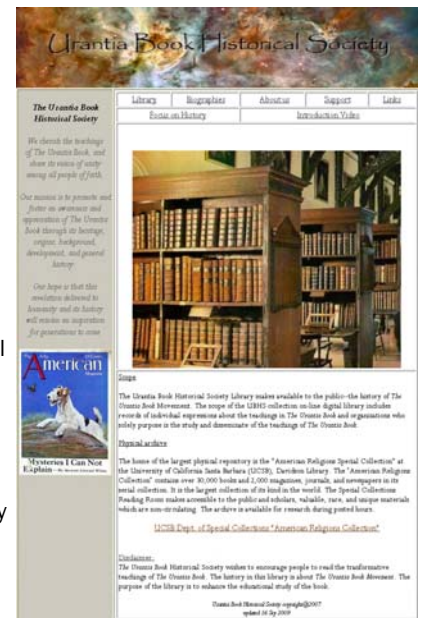 Urantia Book Historical Society
The Urantia Book
Historical Society
We cherish the teachings
of The Urantia Book, and
share its vision of unity
among all people of faith.
Our mission is to promote and
foster an awareness and
appreciation of The Urantia
Book through its heritage,
origins, background,
development, and general
history.
Our hope is that this
revelation delivered to
humanity and its history
will remain an inspiration
for generations to come
American
Magazine
Mysteries I Can Not
Explain
Library Biographies About us Support Links
Focus on History Introduction Video
Scope
The Urantia Book Historical Society Library makes available to the public--the history of The
Urantia Book Movement. The scope of the UBHS collection on-line digital library includes
records of individual expressions about the teachings in The Urantia Book and organizations who
solely purpose is the study and disseminate of the teachings of The Urantia Book.
Physical archive
The home of the largest physical repository is the "American Religions Special Collection" at
the University of California Santa Barbara (UCSB), Davidson Library. The "American Religions
Collection" contains over 30,000 books and 2,000 magazines, journals, and newspapers in its
serial collection. It is the largest collection of its kind in the world. The Special Collections
Reading Room makes accessible to the public and scholars, valuable, rare, and unique materials
which are non-circulating. The archive is available for research during posted hours.
UCSB Dept. of Special Collections "American Religions Collection"
Disclaimer:
The Urantia Book Historical Society wishes to encourage people to read the transformative
teachings of The Urantia Book. The history in this library is about The Urantia Book Movement. The
purpose of the library is to enhance the educational study of the book.
Urantia Book Historical Society copyright@2007
updated 16 Sep 2009
l
y